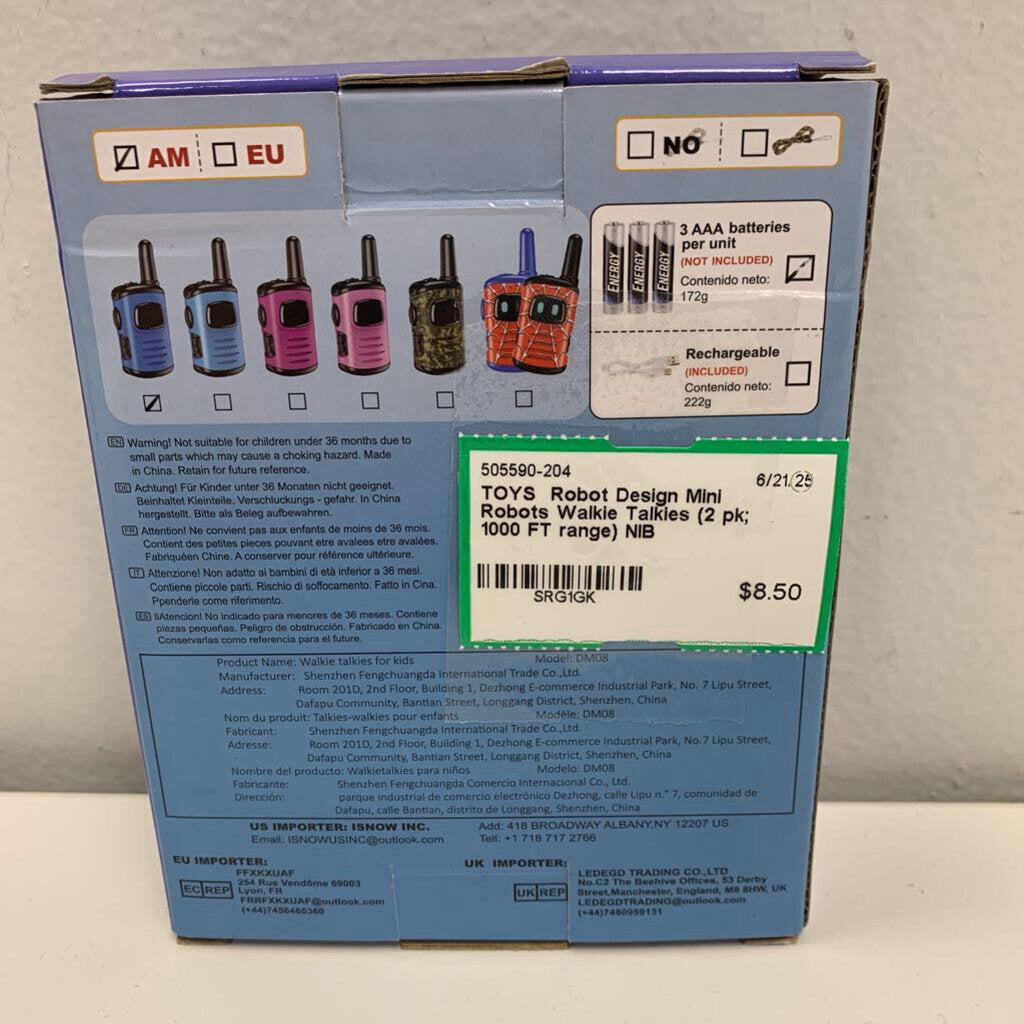 AM EU
NO
3 AAA batteries
per unit
(NOT INCLUDED)
Contenido neto:
172g
ENERGY ENERGY ENERGY
Rechargeable
(INCLUDED)
Contenido neto:
222g
EN Warning! Not suitable for children under 36 months due to
small parts which may cause a choking hazard. Made
in China. Retain for future reference.
DE Achtung! Für Kinder unter 36 Monaten nicht geeignet.
Beinhaltet Kleinteile. Verschluckungs - gefahr. In China
hergestellt. Bitte als Beleg aufbewahren.
FR Attention! Ne convient pas aux enfants de moins de 36 mois.
Contient des petites pieces pouvant etre avalees etre avalées.
Fabriquéen Chine. A conserver pour référence ultérieure.
IT Attenzione! Non adatto ai bambini di età inferior a 36 mesi.
Contiene piccole parti. Rischio di soffocamento. Fatto in Cina.
Ppenderle come riferimento.
ES liAtencion! No indicado para menores de 36 meses. Contiene
piezas pequeñas. Peligro de obstrucción. Fabricado en China.
Conservarlas como referencia para el futuro.
505590-204 6/21/25
TOYS Robot Design Mini
Robots Walkie Talkies (2 pk;
1000 FT range) NIB
SRG1GK
$8.50
Product Name: Walkie talkies for kids Model: DM08
Manufacturer: Shenzhen Fengchuangda International Trade Co.,Ltd.
Address: Room 201D, 2nd Floor, Building 1, Dezhong E-commerce Industrial Park, No. 7 Lipu Street,
Dafapu Community, Bantian Street, Longgang District, Shenzhen, China
Nom du produit: Talkies-walkies pour enfants Modèle: DM08
Fabricant: Shenzhen Fengchuangda International Trade Co.,Ltd.
Adresse: Room 201D, 2nd Floor, Building 1, Dezhong E-commerce Industrial Park, No.7 Lipu Street,
Dafapu Community, Bantian Street, Longgang District, Shenzhen, China
Nombre del producto: Walkietalkies para niños Modelo: DM08
Fabricante: Shenzhen Fengchuangda Comercio Internacional Co., Ltd.
Dirección: parque industrial de comercio electrónico Dezhong, calle Lipu n.° 7, comunidad de
Dafapu, calle Bantian, distrito de Longgang, Shenzhen, China
US IMPORTER: ISNOW INC. Add: 418 BROADWAY ALBANY,NY 12207 US
Email: ISNOWUSINC@outlook.com Tell: +1 718 717 2766
EU IMPORTER:
FFXKXUAF
EC REP 254 Rue Vendôme 69003
Lyon, FR
FRRFXKXUAF@outlook.com
(+44)7456465360
UK IMPORTER:
LEDEGD TRADING CO.,LTD
UK REP No.C2 The Beehive Offices, 53 Derby
Street,Manchester, England, M8 8HW, UK
LEDEGDTRADING@outlook.com
(+44)7480959131